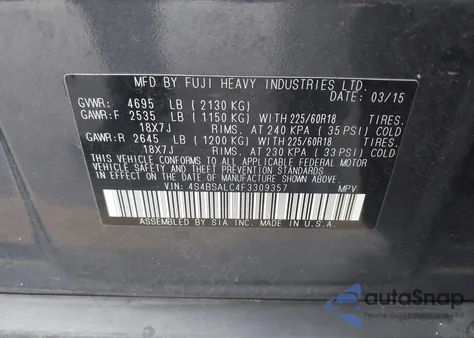 MFD BY FUJI HEAVY INDUSTRIES LTD.
DATE: 03/15
GVWR: 4695 LB (2130 KG)
GAWR:F 2535 LB (1150 KG) WITH 225/60R18 TIRES.
18X7J RIMS. AT 240 KPA (35 PSI) COLD
GAWR:R 2645 LB (1200 KG) WITH 225/60R18 TIRES.
18X7J RIMS. AT 230 KPA (33 PSI) COLD
THIS VEHICLE CONFORMS TO ALL APPLICABLE FEDERAL MOTOR
VEHICLE SAFETY AND THEFT PREVENTION STANDARDS IN
EFFECT ON THE DATE OF MANUFACTURE SHOWN ABOVE.
VIN: 4S4BSALC4F3309357 MPV
ASSEMBLED BY SIA INC. MADE IN U.S.A.
autoSnap